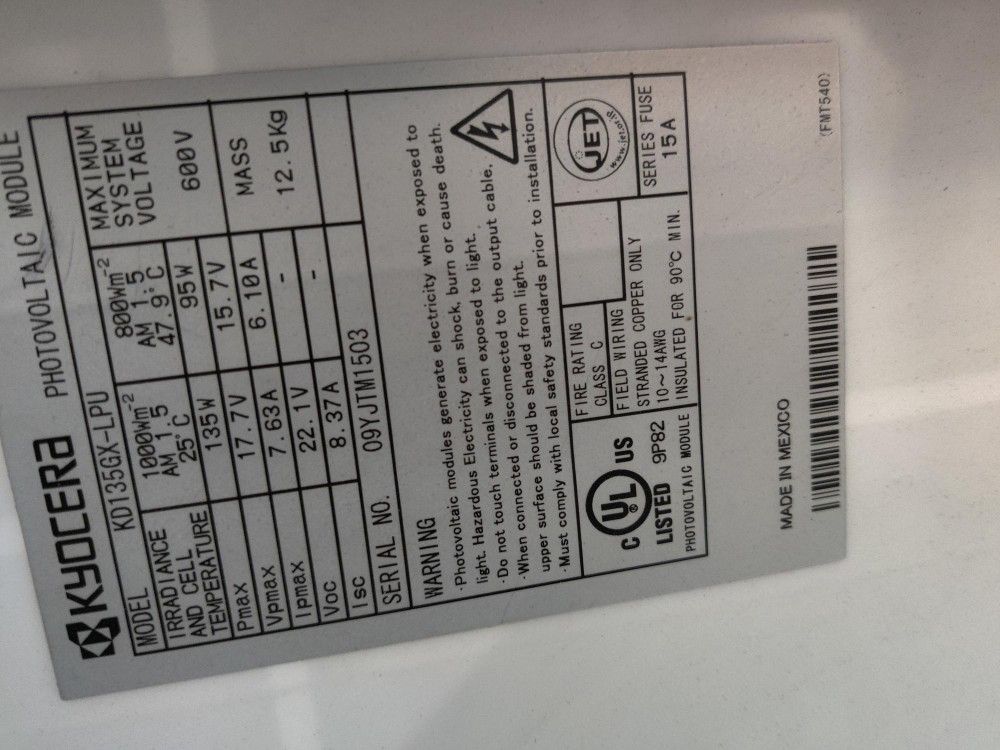 KYOCERA PHOTOVOLTAIC MODULE
MODEL KD135GX-LPU MAXIMUM SYSTEM VOLTAGE
IRRADIANCE AND CELL TEMPERATURE 1000Wm⁻² AM 1.5 25°C 800Wm⁻² AM 1.5 47.9°C 600V
Pmax 135W 95W
Vpmax 17.7V 15.7V MASS
Ipmax 7.63A 6.10A 12.5Kg
Voc 22.1V -
Isc 8.37A -
SERIAL NO. 09YJTM1503
WARNING
·Photovoltaic modules generate electricity when exposed to
light. Hazardous Electricity can shock, burn or cause death.
·Do not touch terminals when exposed to light.
·When connected or disconnected to the output cable,
upper surface should be shaded from light.
·Must comply with local safety standards prior to installation.
C UL ® US
LISTED 9P82
PHOTOVOLTAIC MODULE
FIRE RATING
CLASS C
FIELD WIRING
STRANDED COPPER ONLY
10~14AWG
INSULATED FOR 90℃ MIN.
JET
SERIES FUSE
15A
MADE IN MEXICO
(FMT540)